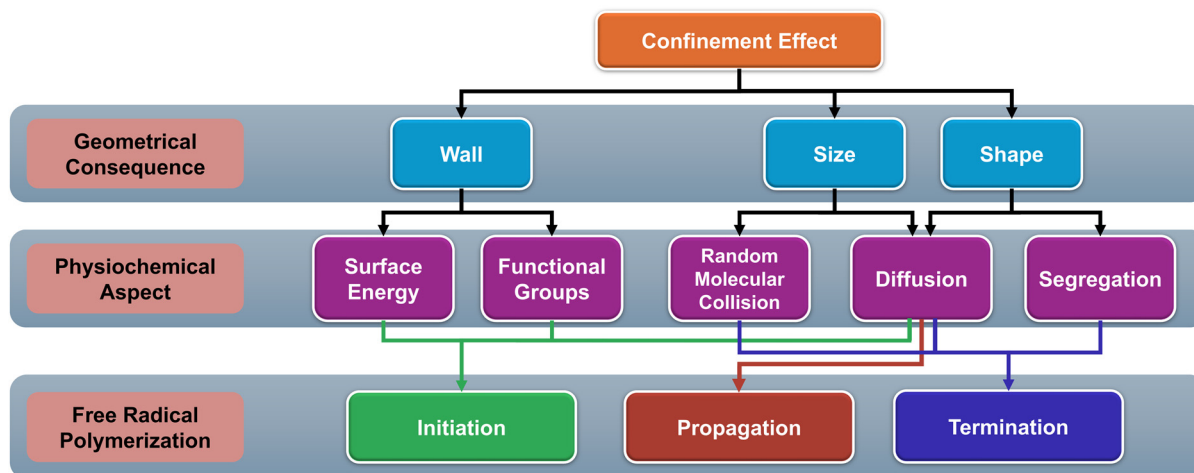 Confinement Effect
Geometrical
Consequence
Wall
Size
Shape
Physiochemical
Aspect
Surface
Energy
Functional
Groups
Random
Molecular
Collision
Diffusion
Segregation
Free Radical
Polymerization
Initiation
Propagation
Termination